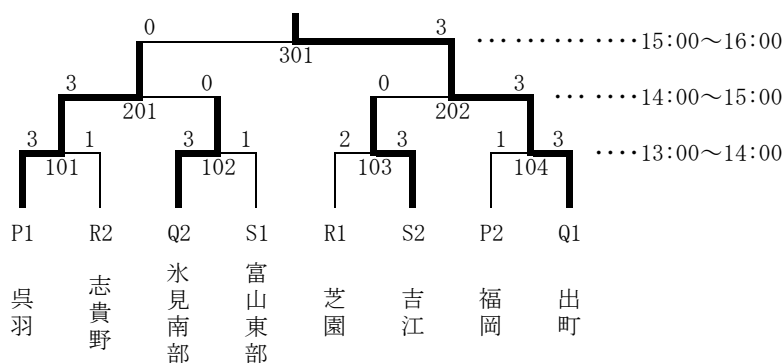 0 3 ‥‥‥‥‥‥15:00～16:00
301
3 0 0 3 ‥‥‥‥‥14:00～15:00
201 202
3 1 3 1 2 3 1 3 ‥‥13:00～14:00
101 102 103 104
P1 R2 Q2 S1 R1 S2 P2 Q1
呉羽 志貴野 氷見南部 富山東部 芝園 吉江 福岡 出町